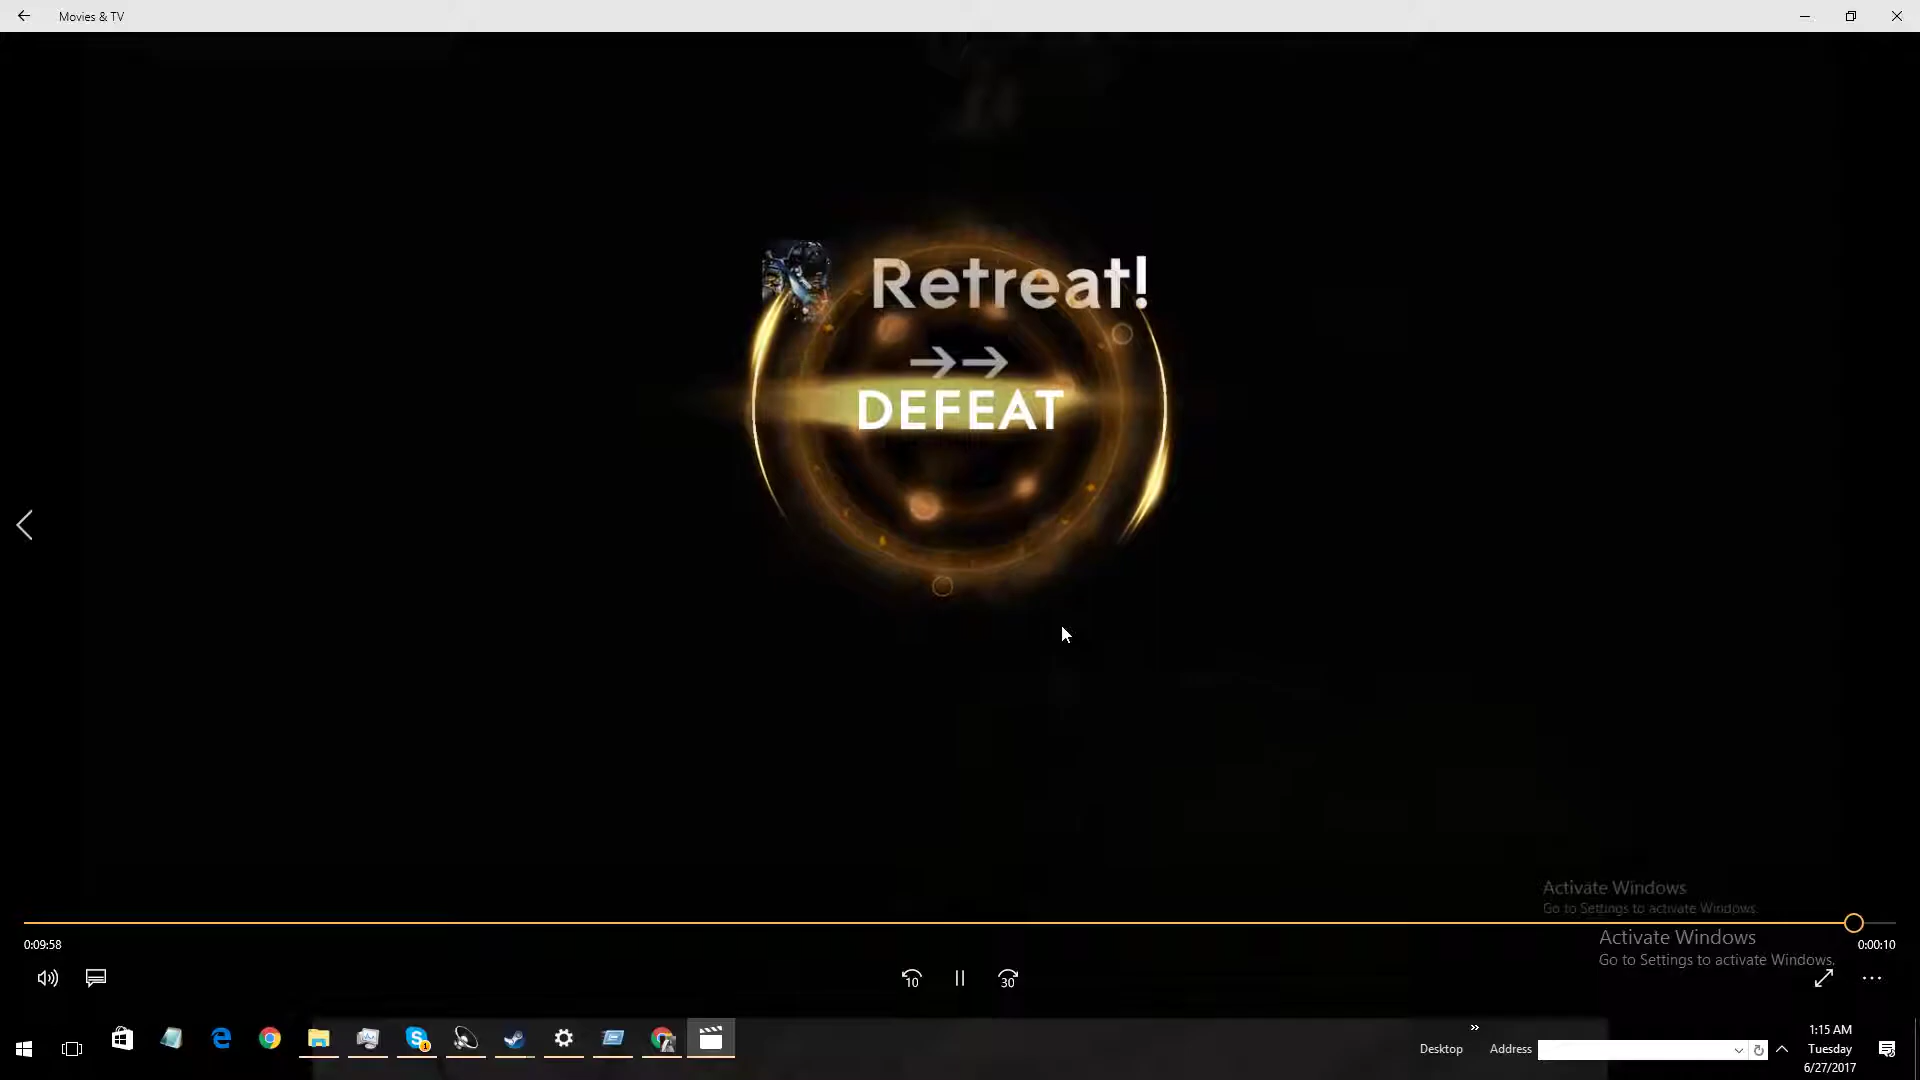 Movies & TV
Retreat!
DEFEAT
Activate Windows
Go to Settings to activate Windows.
0:09:58
0:00:10
Activate Windows
Go to Settings to activate Windows.
10
30
1
Desktop
Address
1:15 AM
Tuesday
6/27/2017